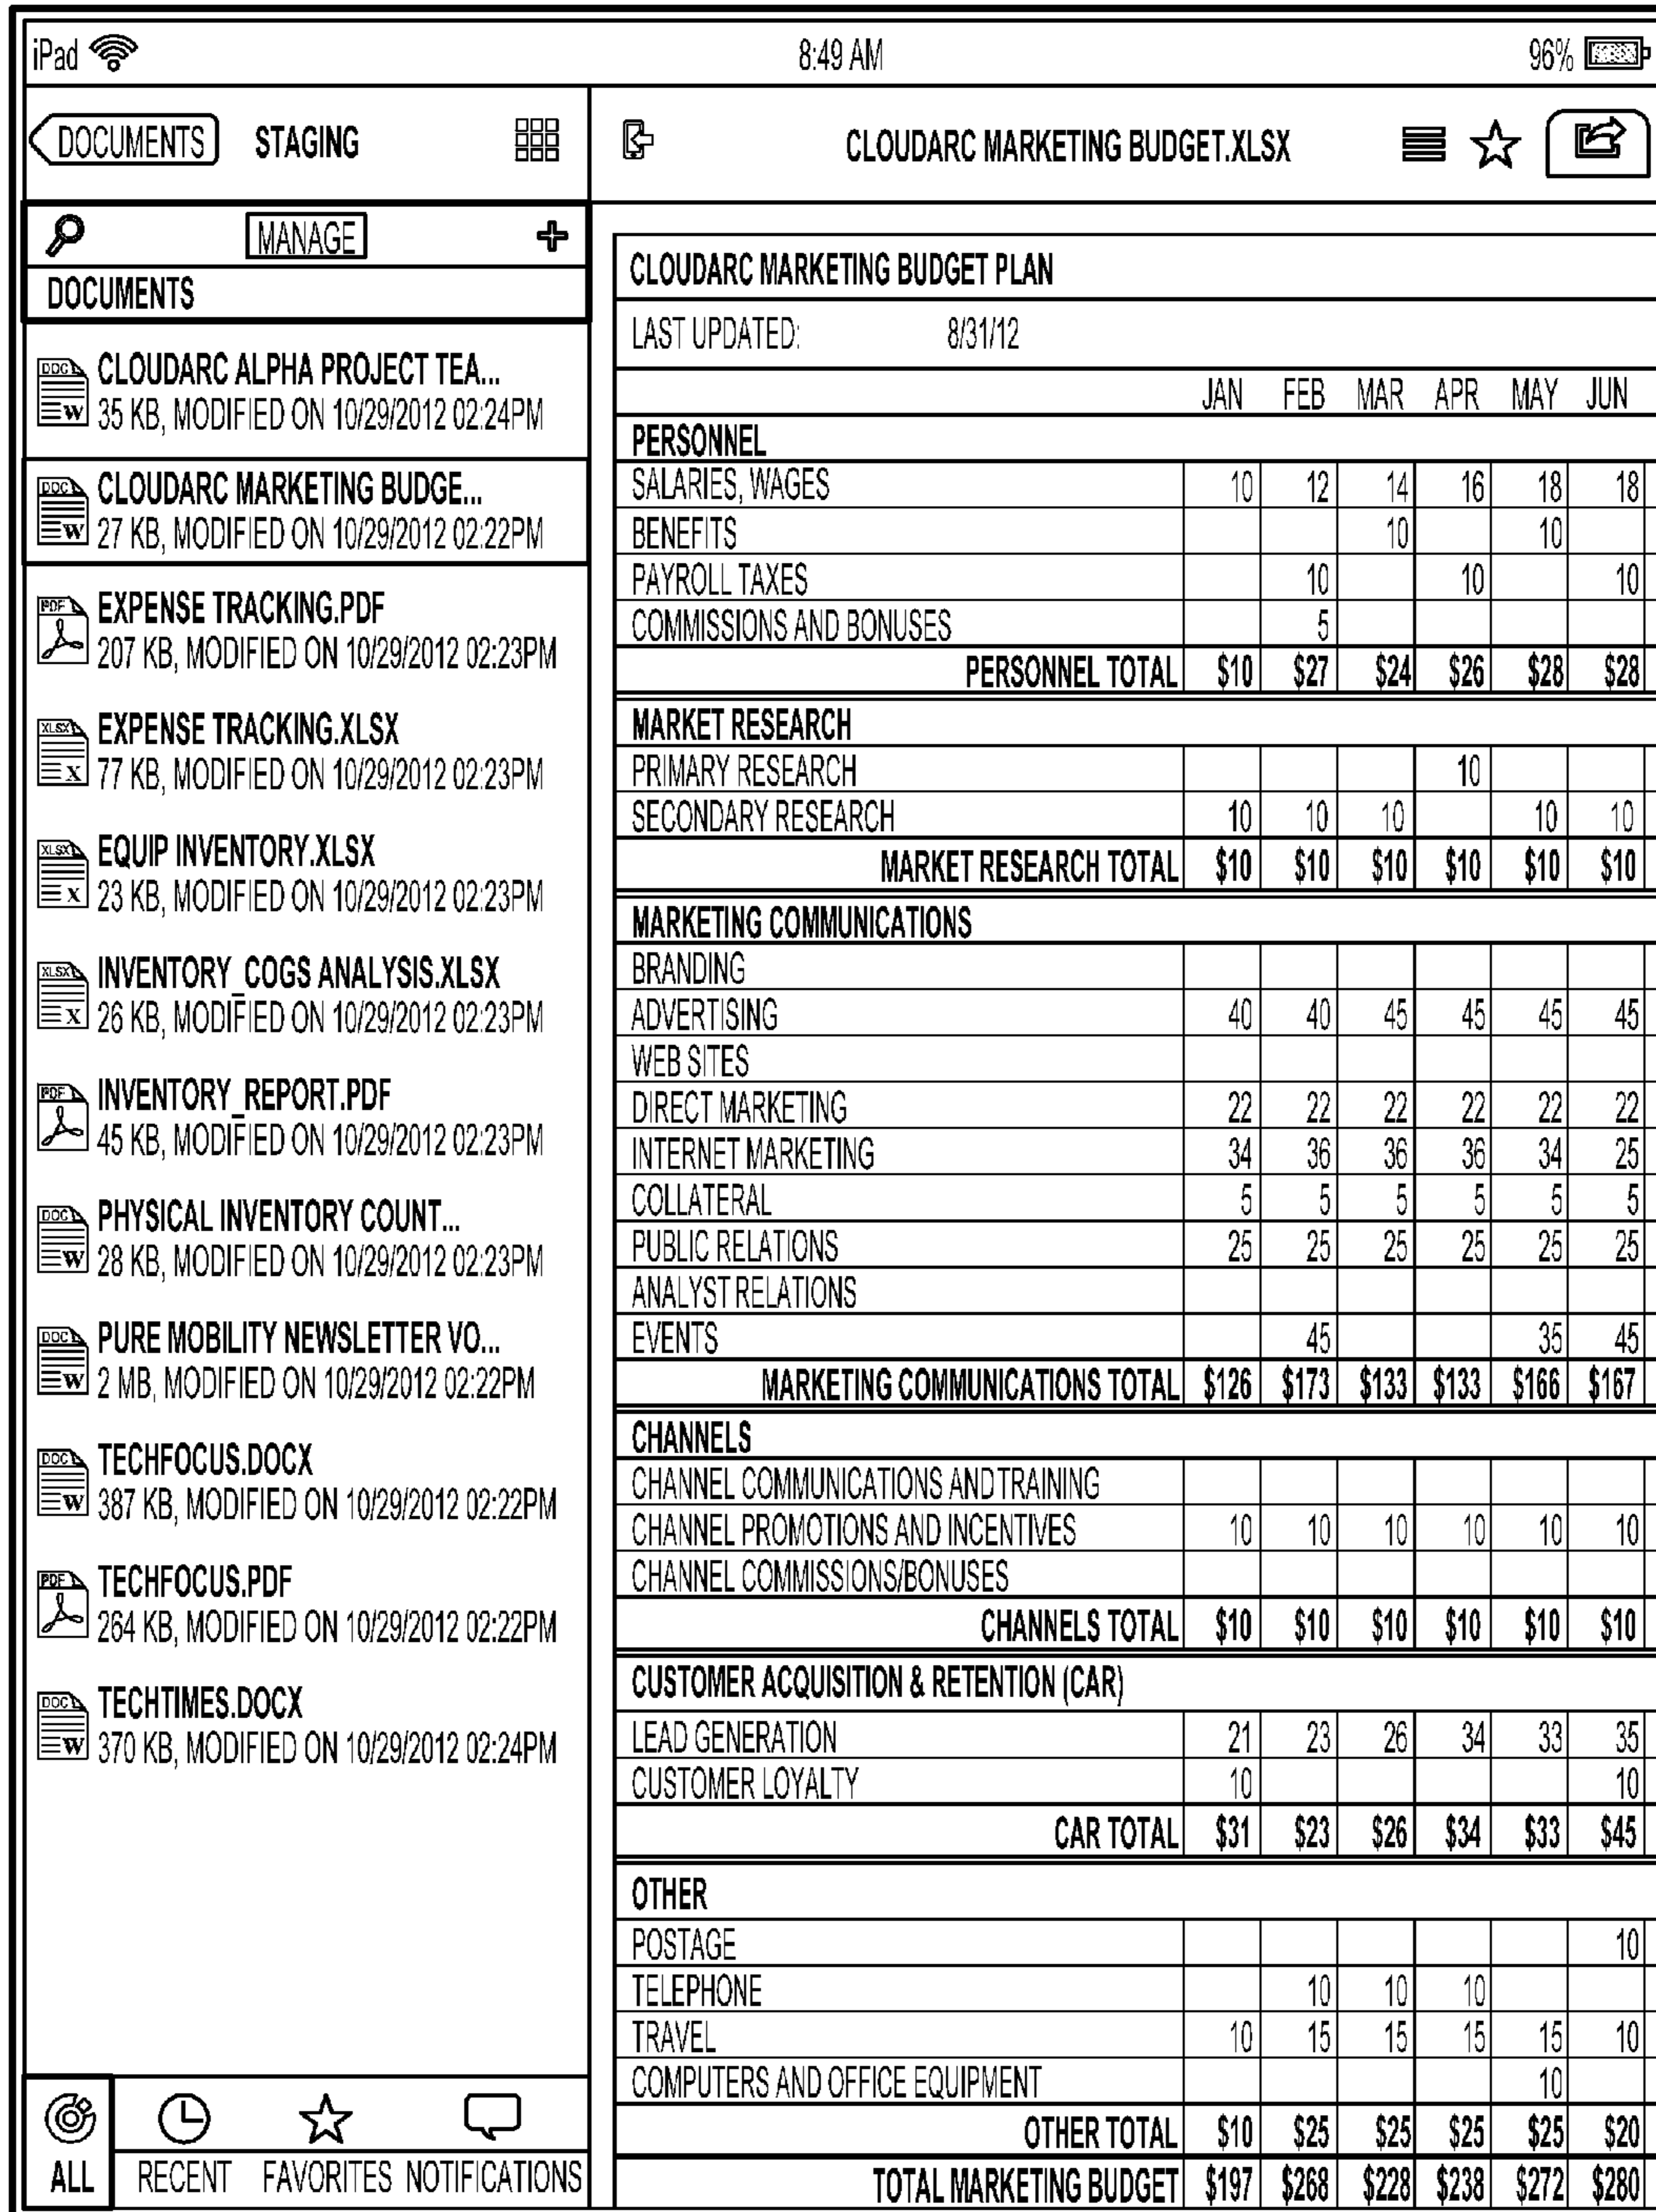 iPad 8:49 AM 96%
DOCUMENTS STAGING
MANAGE
DOCUMENTS
DOC W CLOUDARC ALPHA PROJECT TEA...
35 KB, MODIFIED ON 10/29/2012 02:24PM
DOC W CLOUDARC MARKETING BUDGE...
27 KB, MODIFIED ON 10/29/2012 02:22PM
PDF EXPENSE TRACKING.PDF
207 KB, MODIFIED ON 10/29/2012 02:23PM
XLSX X EXPENSE TRACKING.XLSX
77 KB, MODIFIED ON 10/29/2012 02:23PM
XLSX X EQUIP INVENTORY.XLSX
23 KB, MODIFIED ON 10/29/2012 02:23PM
XLSX X INVENTORY_COGS ANALYSIS.XLSX
26 KB, MODIFIED ON 10/29/2012 02:23PM
PDF INVENTORY_REPORT.PDF
45 KB, MODIFIED ON 10/29/2012 02:23PM
DOC W PHYSICAL INVENTORY COUNT...
28 KB, MODIFIED ON 10/29/2012 02:23PM
DOC W PURE MOBILITY NEWSLETTER VO...
2 MB, MODIFIED ON 10/29/2012 02:22PM
DOC W TECHFOCUS.DOCX
387 KB, MODIFIED ON 10/29/2012 02:22PM
PDF TECHFOCUS.PDF
264 KB, MODIFIED ON 10/29/2012 02:22PM
DOC W TECHTIMES.DOCX
370 KB, MODIFIED ON 10/29/2012 02:24PM
ALL RECENT FAVORITES NOTIFICATIONS
CLOUDARC MARKETING BUDGET.XLSX
CLOUDARC MARKETING BUDGET PLAN
LAST UPDATED: 8/31/12
JAN FEB MAR APR MAY JUN
PERSONNEL
SALARIES, WAGES 10 12 14 16 18 18
BENEFITS 10 10
PAYROLL TAXES 10 10 10
COMMISSIONS AND BONUSES 5
PERSONNEL TOTAL $10 $27 $24 $26 $28 $28
MARKET RESEARCH
PRIMARY RESEARCH 10
SECONDARY RESEARCH 10 10 10 10 10
MARKET RESEARCH TOTAL $10 $10 $10 $10 $10 $10
MARKETING COMMUNICATIONS
BRANDING
ADVERTISING 40 40 45 45 45 45
WEB SITES
DIRECT MARKETING 22 22 22 22 22 22
INTERNET MARKETING 34 36 36 36 34 25
COLLATERAL 5 5 5 5 5 5
PUBLIC RELATIONS 25 25 25 25 25 25
ANALYST RELATIONS
EVENTS 45 35 45
MARKETING COMMUNICATIONS TOTAL $126 $173 $133 $133 $166 $167
CHANNELS
CHANNEL COMMUNICATIONS AND TRAINING
CHANNEL PROMOTIONS AND INCENTIVES 10 10 10 10 10 10
CHANNEL COMMISSIONS/BONUSES
CHANNELS TOTAL $10 $10 $10 $10 $10 $10
CUSTOMER ACQUISITION & RETENTION (CAR)
LEAD GENERATION 21 23 26 34 33 35
CUSTOMER LOYALTY 10 10
CAR TOTAL $31 $23 $26 $34 $33 $45
OTHER
POSTAGE 10
TELEPHONE 10 10 10
TRAVEL 10 15 15 15 15 10
COMPUTERS AND OFFICE EQUIPMENT 10
OTHER TOTAL $10 $25 $25 $25 $25 $20
TOTAL MARKETING BUDGET $197 $268 $228 $238 $272 $280